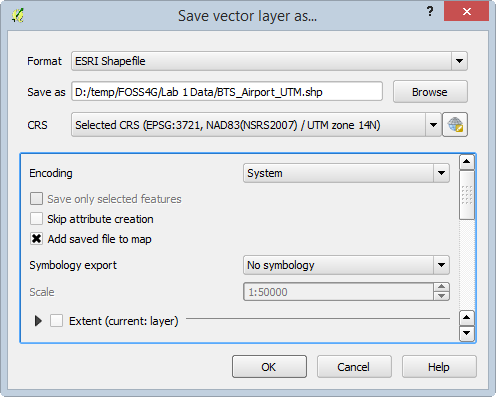 Save vector layer as...
?
Format ESRI Shapefile
Save as D:/temp/FOSS4G/Lab 1 Data/BTS_Airport_UTM.shp Browse
CRS Selected CRS (EPSG:3721, NAD83(NSRS2007) / UTM zone 14N)
Encoding System
Save only selected features
Skip attribute creation
Add saved file to map
Symbology export No symbology
Scale 1:50000
Extent (current: layer)
OK Cancel Help